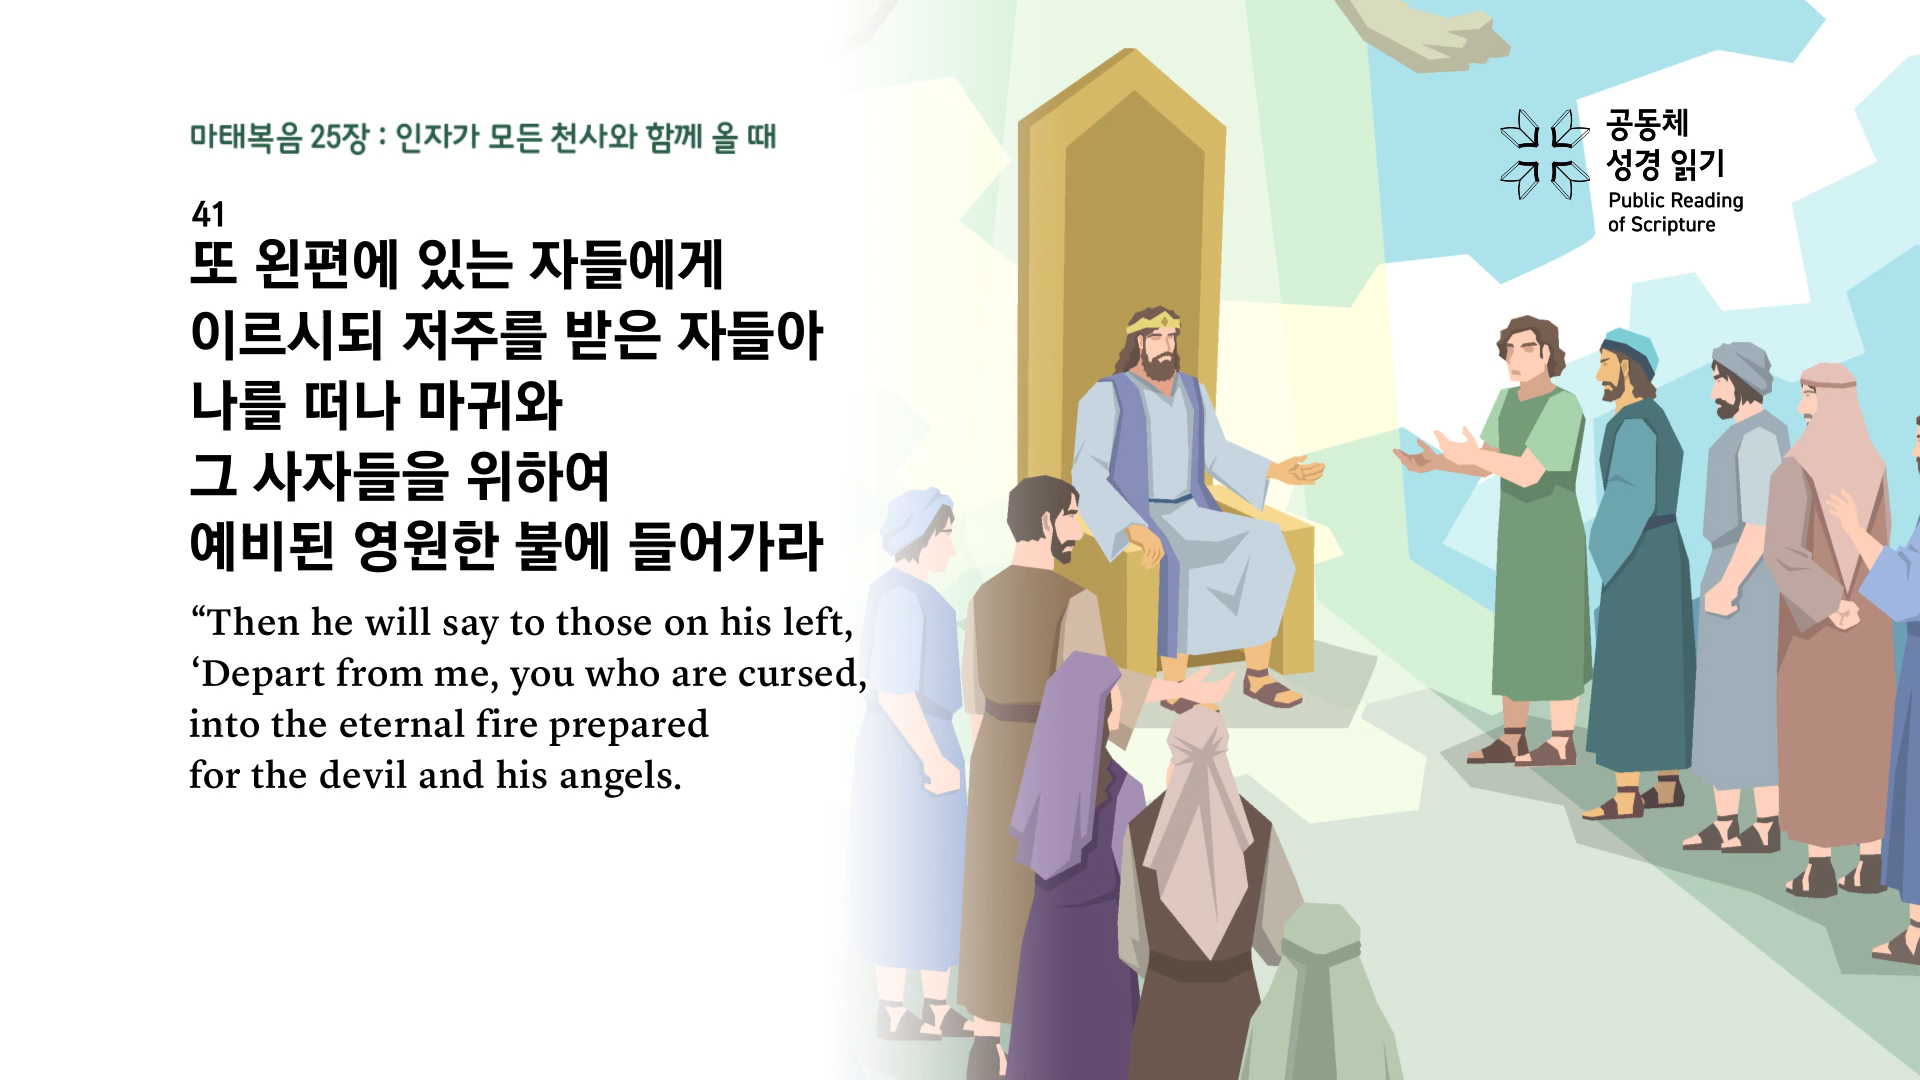 마태복음 25장 : 인자가 모든 천사와 함께 올 때
41
또 왼편에 있는 자들에게
이르시되 저주를 받은 자들아
나를 떠나 마귀와
그 사자들을 위하여
예비된 영원한 불에 들어가라
“Then he will say to those on his left,
‘Depart from me, you who are cursed,
into the eternal fire prepared
for the devil and his angels.
공동체
성경 읽기
Public Reading
of Scripture